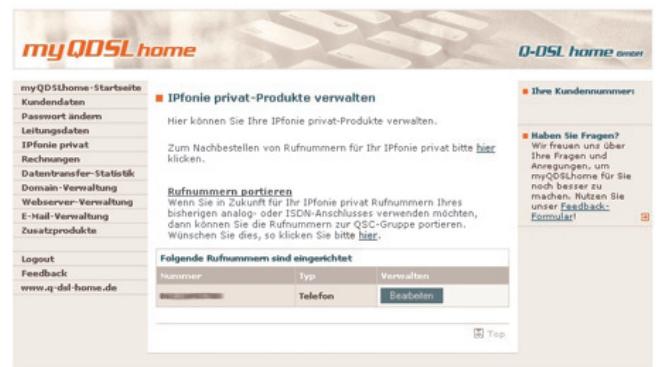 myQDSL home
Q-DSL home GmbH
myQDSLhome-Startseite
Kundendaten
Passwort ändern
Leitungsdaten
IPfonie privat
Rechnungen
Datentransfer-Statistik
Domain-Verwaltung
Webserver-Verwaltung
E-Mail-Verwaltung
Zusatzprodukte
Logout
Feedback
www.q-dsl-home.de
IPfonie privat-Produkte verwalten
Hier können Sie Ihre IPfonie privat-Produkte verwalten.
Zum Nachbestellen von Rufnummern für Ihr IPfonie privat bitte hier
klicken.
Rufnummern portieren
Wenn Sie in Zukunft für Ihr IPfonie privat Rufnummern Ihres
bisherigen analog- oder ISDN-Anschlusses verwenden möchten,
dann können Sie die Rufnummern zur QSC-Gruppe portieren.
Wünschen Sie dies, so klicken Sie bitte hier.
Folgende Rufnummern sind eingerichtet
Nummer Typ Verwalten
Telefon Bearbeiten
Top
Ihre Kundennummer:
Haben Sie Fragen?
Wir freuen uns über
Ihre Fragen und
Anregungen, um
myQDSLhome für Sie
noch besser zu
machen. Nutzen Sie
unser Feedback-
Formular!